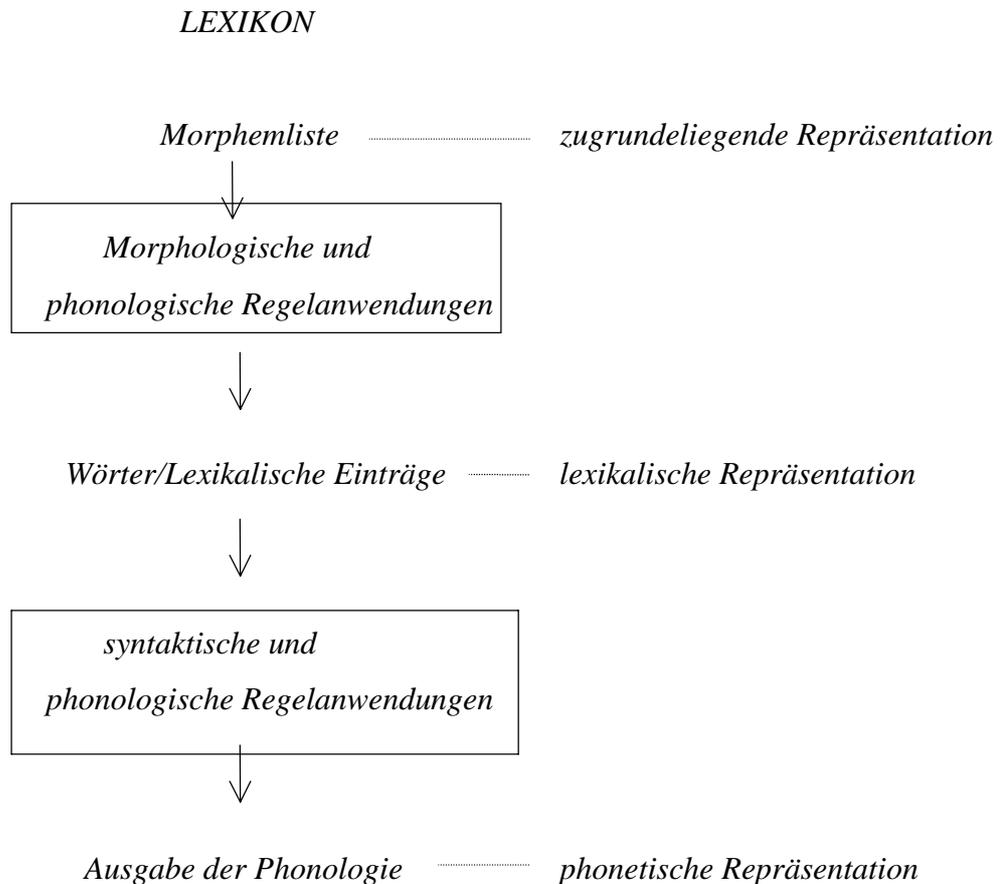 LEXIKON
Morphemliste zugrundeliegende Repräsentation
Morphologische und
phonologische Regelanwendungen
Wörter/Lexikalische Einträge lexikalische Repräsentation
syntaktische und
phonologische Regelanwendungen
Ausgabe der Phonologie phonetische Repräsentation